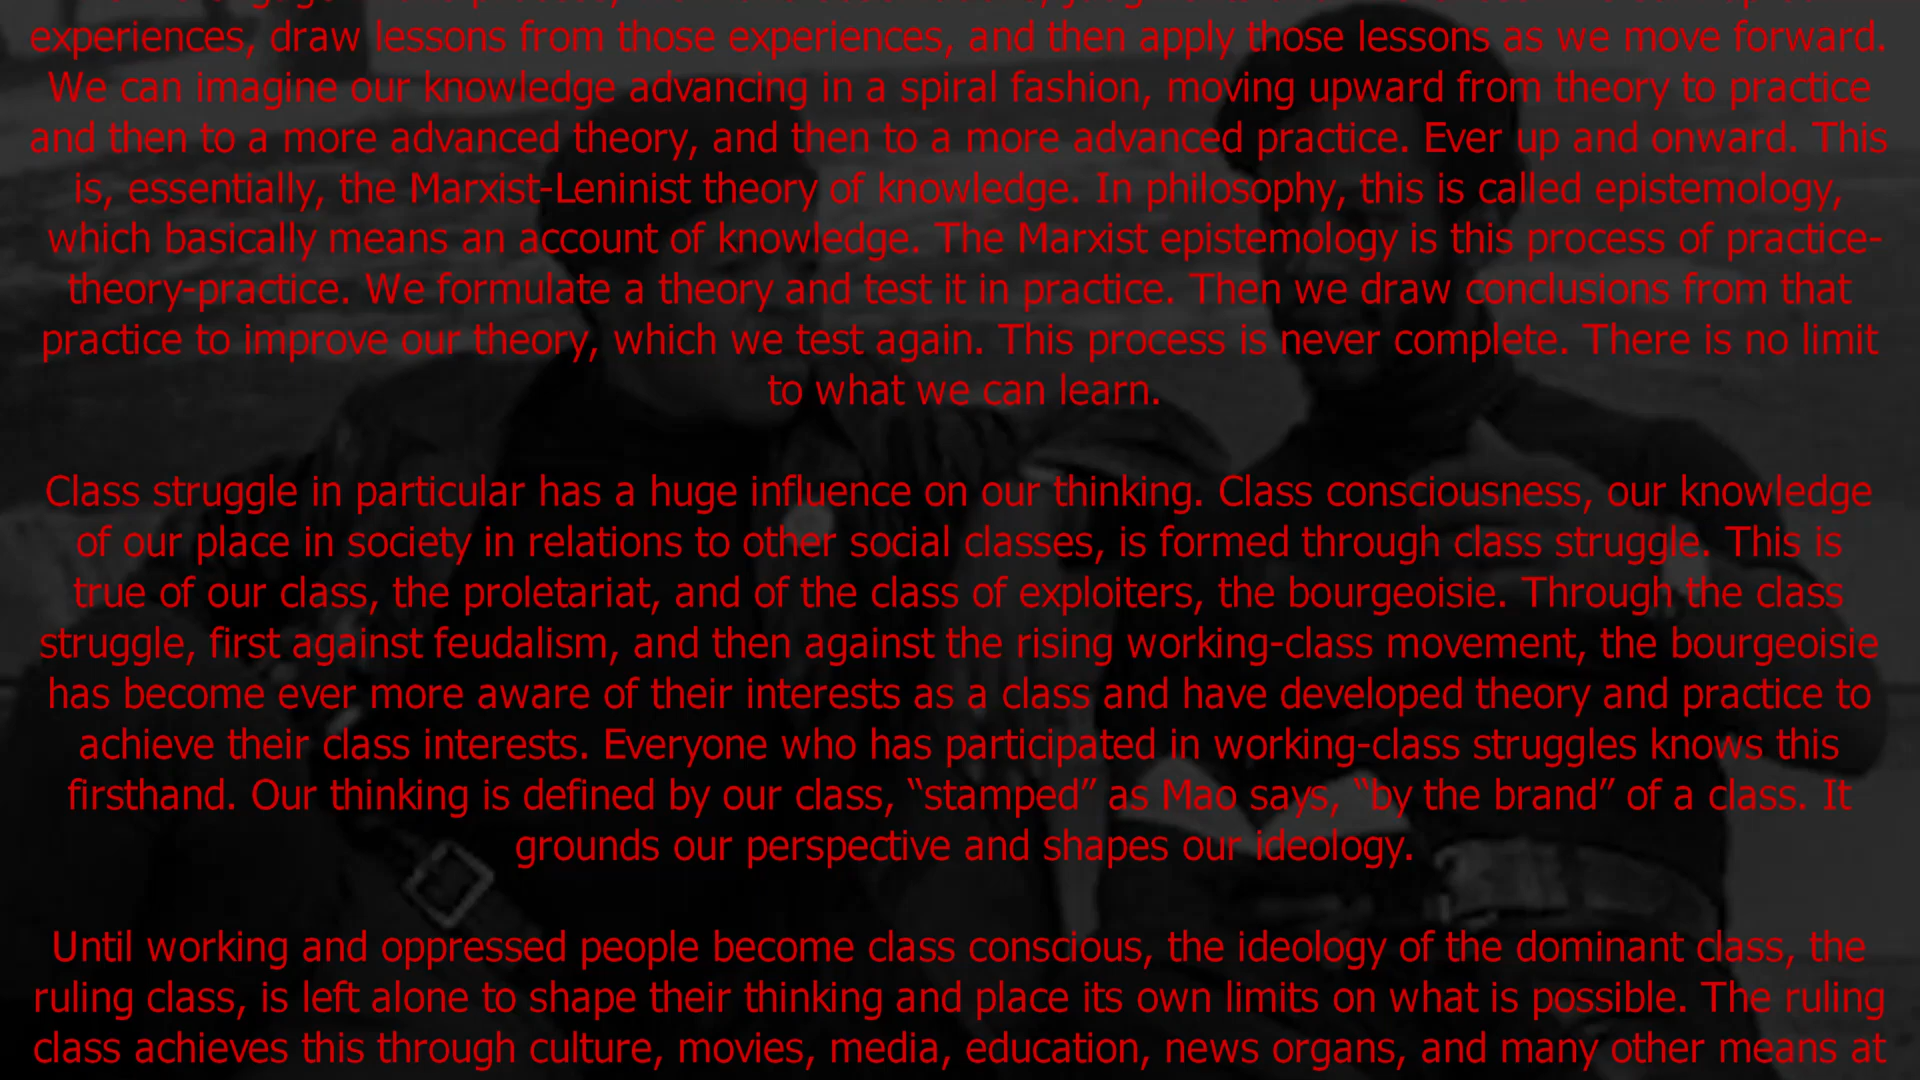 experiences, draw lessons from those experiences, and then apply those lessons as we move forward.
We can imagine our knowledge advancing in a spiral fashion, moving upward from theory to practice
and then to a more advanced theory, and then to a more advanced practice. Ever up and onward. This
is, essentially, the Marxist-Leninist theory of knowledge. In philosophy, this is called epistemology,
which basically means an account of knowledge. The Marxist epistemology is this process of practice-
theory-practice. We formulate a theory and test it in practice. Then we draw conclusions from that
practice to improve our theory, which we test again. This process is never complete. There is no limit
to what we can learn.
Class struggle in particular has a huge influence on our thinking. Class consciousness, our knowledge
of our place in society in relations to other social classes, is formed through class struggle. This is
true of our class, the proletariat, and of the class of exploiters, the bourgeoisie. Through the class
struggle, first against feudalism, and then against the rising working-class movement, the bourgeoisie
has become ever more aware of their interests as a class and have developed theory and practice to
achieve their class interests. Everyone who has participated in working-class struggles knows this
firsthand. Our thinking is defined by our class, “stamped” as Mao says, “by the brand” of a class. It
grounds our perspective and shapes our ideology.
Until working and oppressed people become class conscious, the ideology of the dominant class, the
ruling class, is left alone to shape their thinking and place its own limits on what is possible. The ruling
class achieves this through culture, movies, media, education, news organs, and many other means at